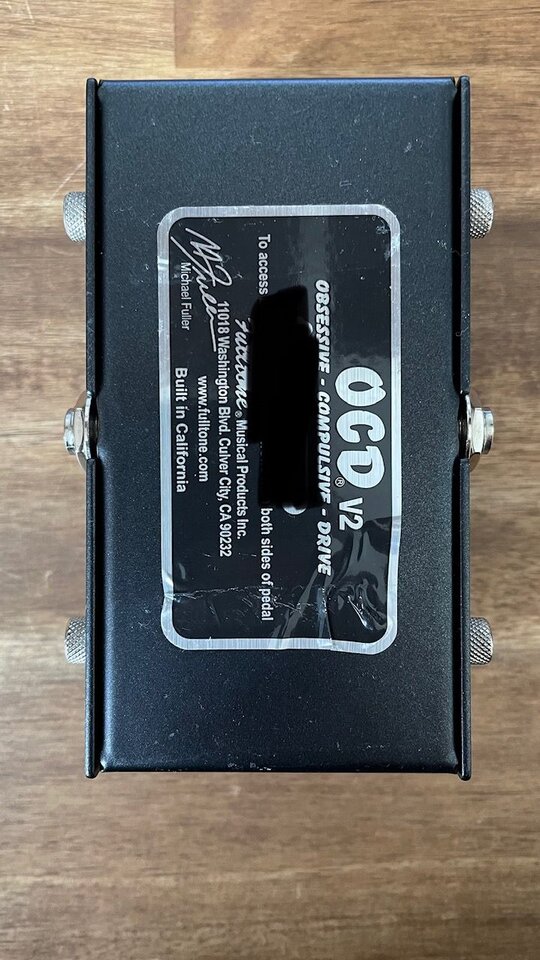 OCD® V2
OBSESSIVE - COMPULSIVE - DRIVE
To access both sides of pedal
Fulltone® Musical Products Inc.
11018 Washington Blvd. Culver City, CA 90232
www.fulltone.com
Built in California
Michael Fuller